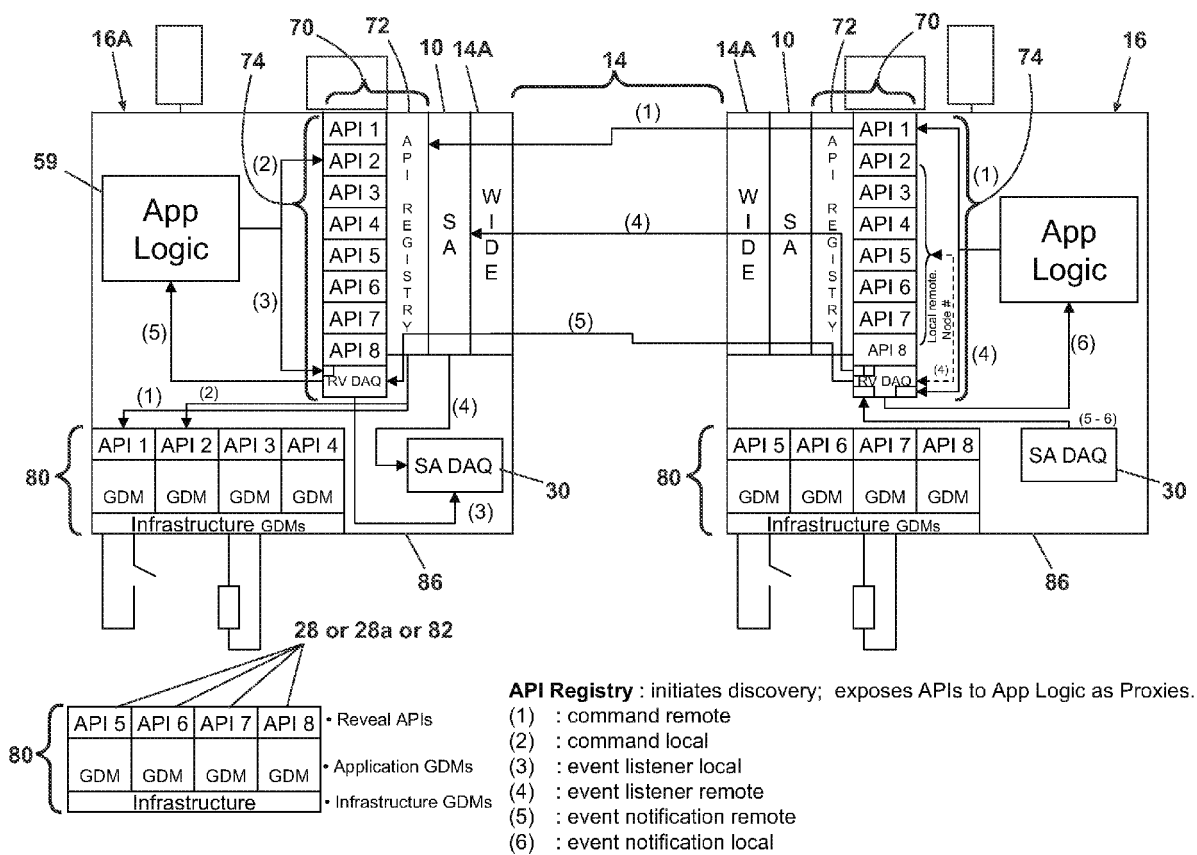 70 72 10 14A 14 14A 10 72 70
16A 74 16 74
59
App Logic
(2)
(3)
(5)
API 1
API 2
API 3
API 4
API 5
API 6
API 7
API 8
RV DAQ
API REGISTRY
SA
WIDE
(1)
(4)
(5)
WIDE
SA
API REGISTRY
API 1
API 2
API 3
API 4
API 5
API 6
API 7
API 8
RV DAQ
Local remote.
Node #
(4)
(1)
(4)
App Logic
(6)
(1)
(2)
(4)
(3)
80
API 1 API 2 API 3 API 4
GDM GDM GDM GDM
Infrastructure GDMs
SA DAQ
30
86
80
API 5 API 6 API 7 API 8
GDM GDM GDM GDM
Infrastructure GDMs
(5 - 6)
SA DAQ
30
86
28 or 28a or 82
80
API 5 API 6 API 7 API 8 • Reveal APIs
GDM GDM GDM GDM • Application GDMs
Infrastructure • Infrastructure GDMs
API Registry : initiates discovery; exposes APIs to App Logic as Proxies.
(1) : command remote
(2) : command local
(3) : event listener local
(4) : event listener remote
(5) : event notification remote
(6) : event notification local